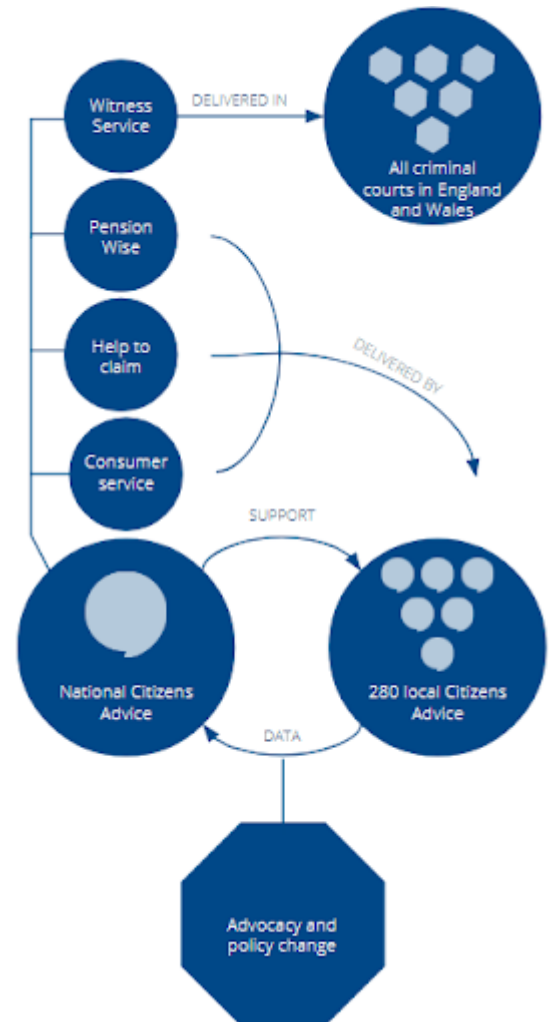 Witness
Service
DELIVERED IN
All criminal
courts in England
and Wales
Pension
Wise
Help to
claim
DELIVERED BY
Consumer
service
SUPPORT
National Citizens
Advice
280 local Citizens
Advice
DATA
Advocacy and
policy change